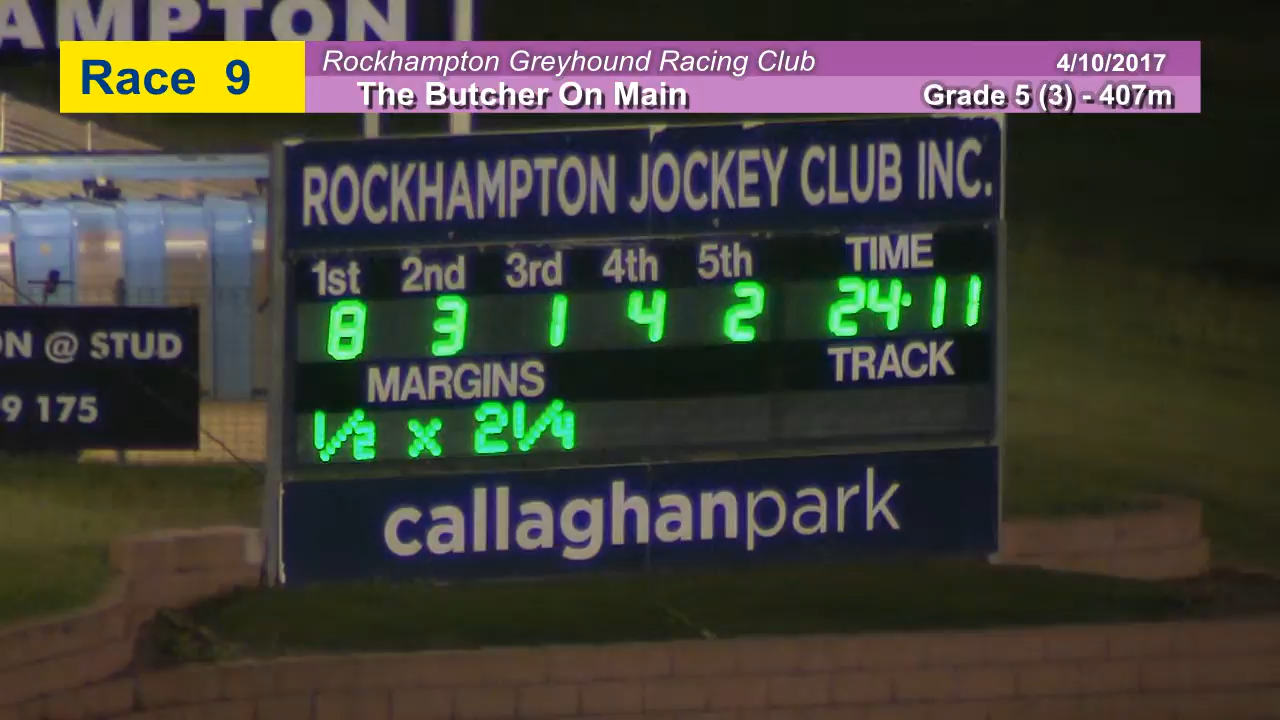 AMPTON
Race 9
Rockhampton Greyhound Racing Club
4/10/2017
The Butcher On Main
Grade 5 (3) - 407m
ROCKHAMPTON JOCKEY CLUB INC.
1st 2nd 3rd 4th 5th TIME
8 3 1 4 2 24.11
MARGINS TRACK
1/2 x 2 1/4
N @ STUD
9 175
callaghanpark